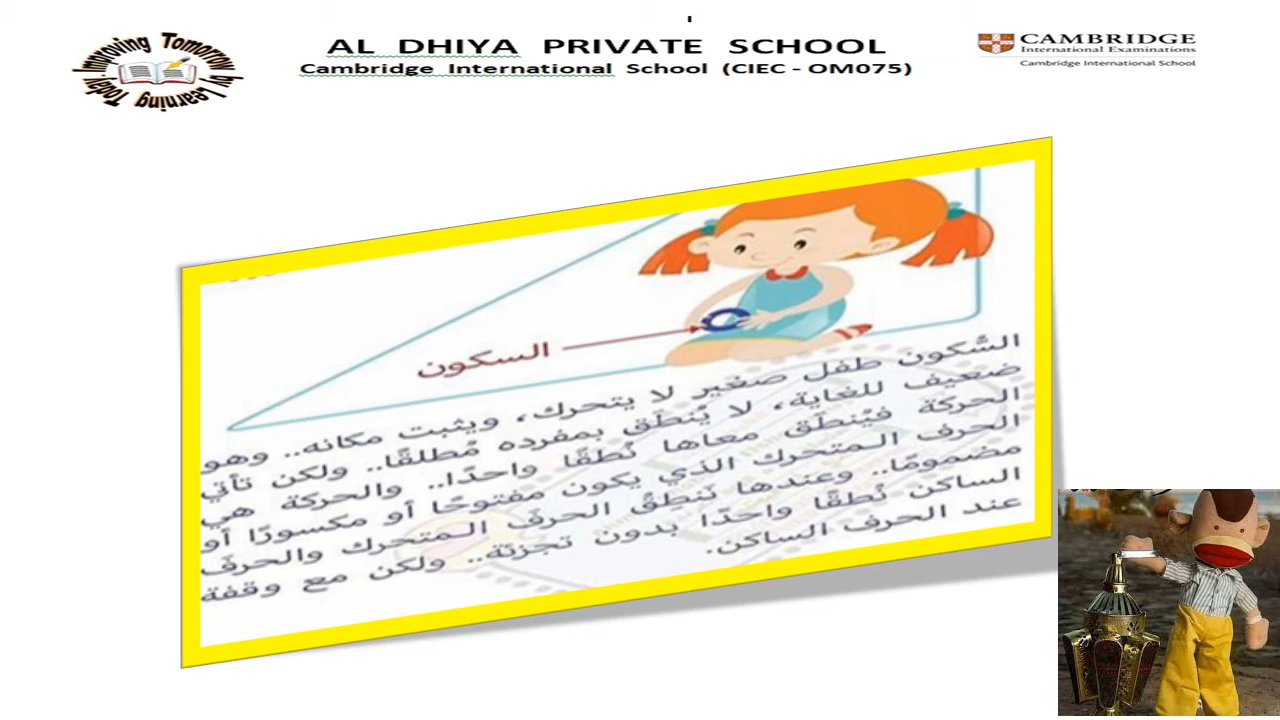 AL DHIYA PRIVATE SCHOOL
Cambridge International School (CIEC - OM075)
Improving Tomorrow by Learning Today
CAMBRIDGE
International Examinations
Cambridge International School
السكون
السُّكون طفل صغير لا يتحرك، ويثبت مكانه.. وهو
ضعيف للغاية، لا يُنطَق بمفرده مُطلقًا.. ولكن تأتي
الحركة فيُنطَق معاها نُطقًا واحدًا.. والحركة هي
الحرف المتحرك الذي يكون مفتوحًا أو مكسورًا أو
مضمومًا.. وعندها نَنطِقُ الحرفَ المتحرك والحرفَ
الساكن نُطقًا واحدًا بدون تجزئة.. ولكن مع وقفة
عند الحرف الساكن.